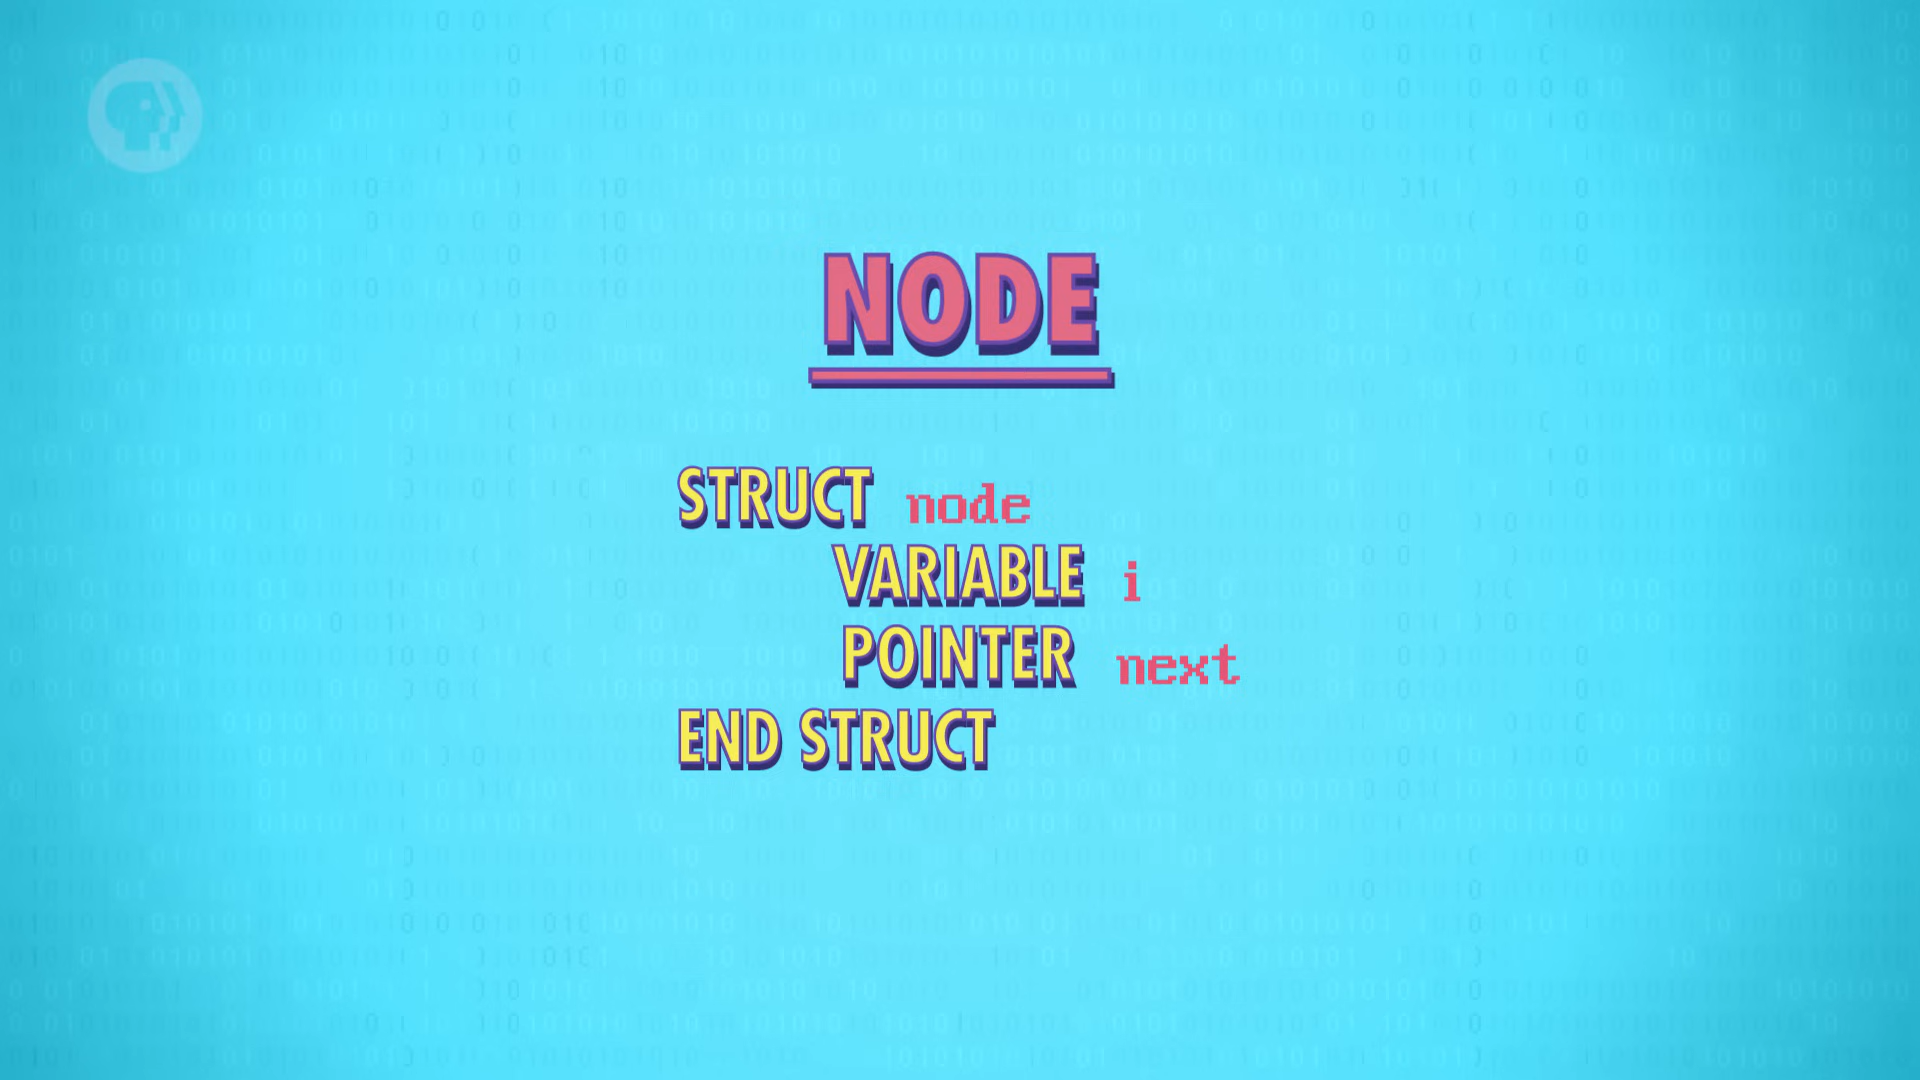 NODE
STRUCT node
VARIABLE i
POINTER next
END STRUCT